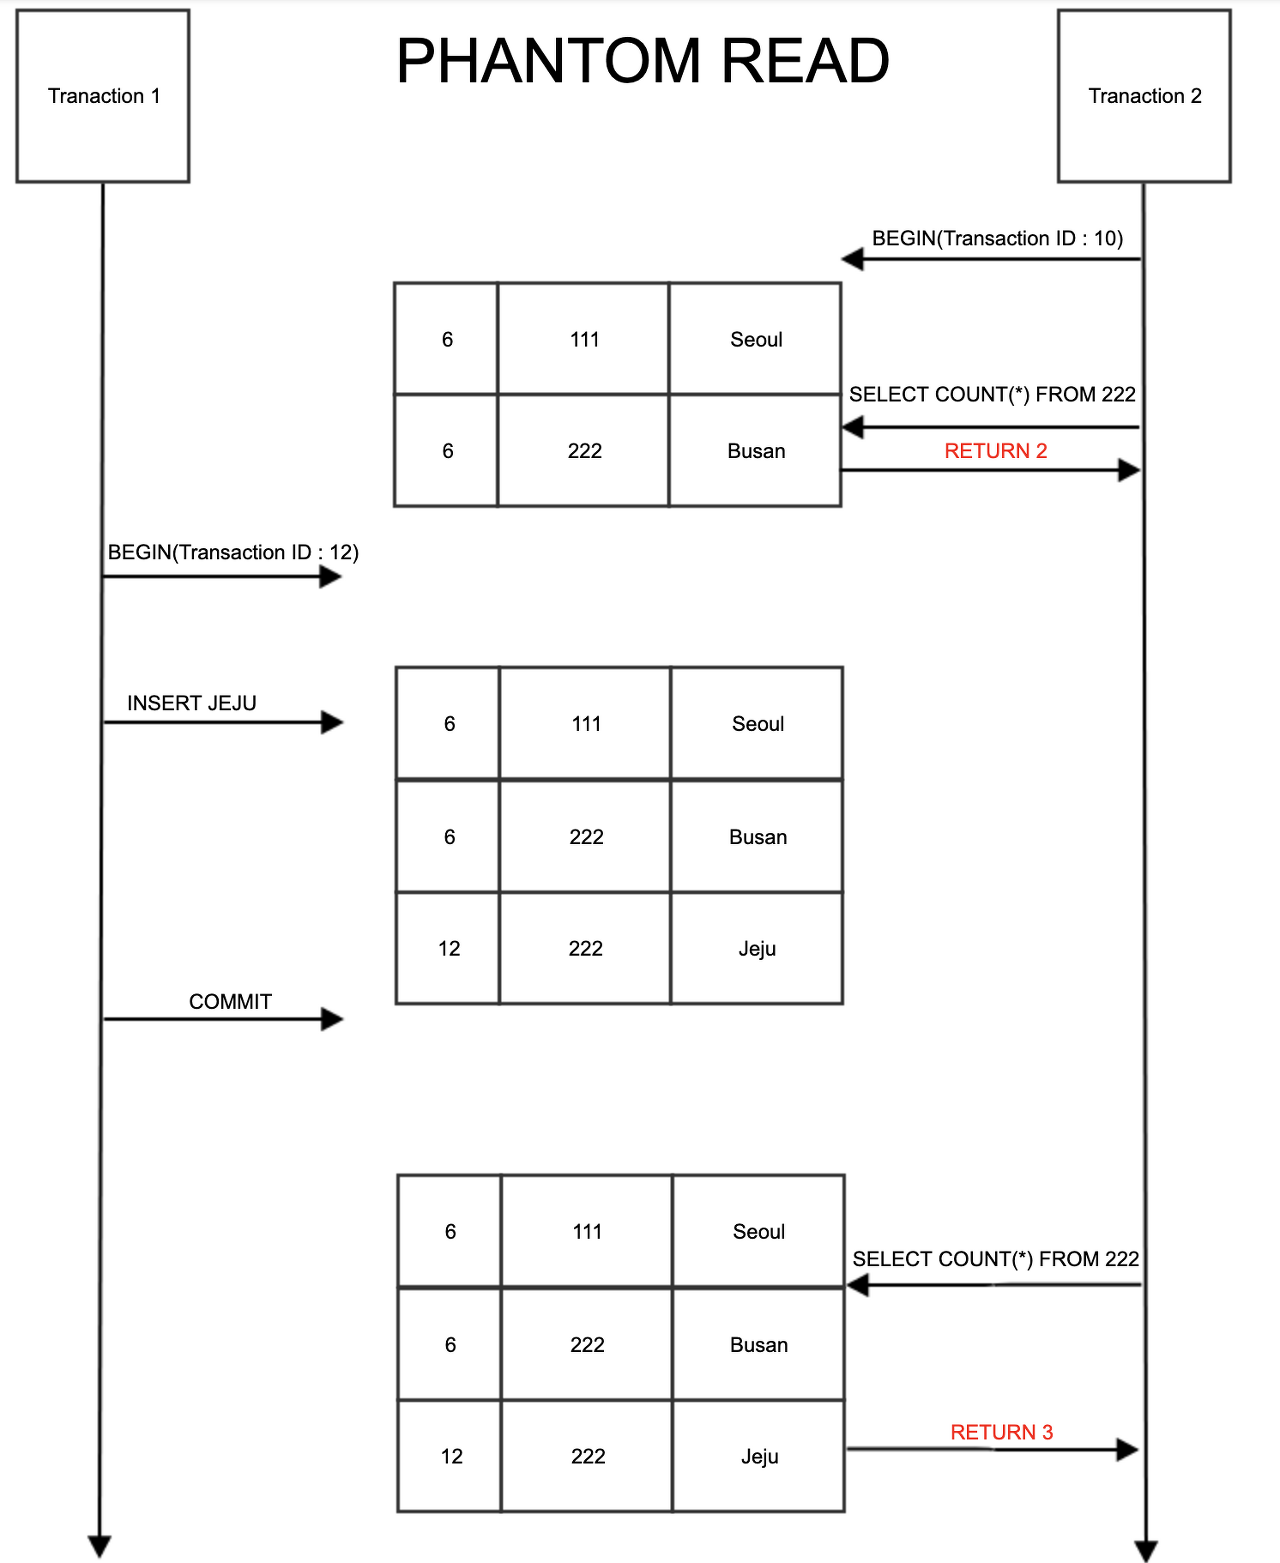 Tranaction 1
PHANTOM READ
Tranaction 2
BEGIN(Transaction ID : 10)
6 111 Seoul
SELECT COUNT(*) FROM 222
6 222 Busan
RETURN 2
BEGIN(Transaction ID : 12)
INSERT JEJU
6 111 Seoul
6 222 Busan
12 222 Jeju
COMMIT
6 111 Seoul
SELECT COUNT(*) FROM 222
6 222 Busan
RETURN 3
12 222 Jeju